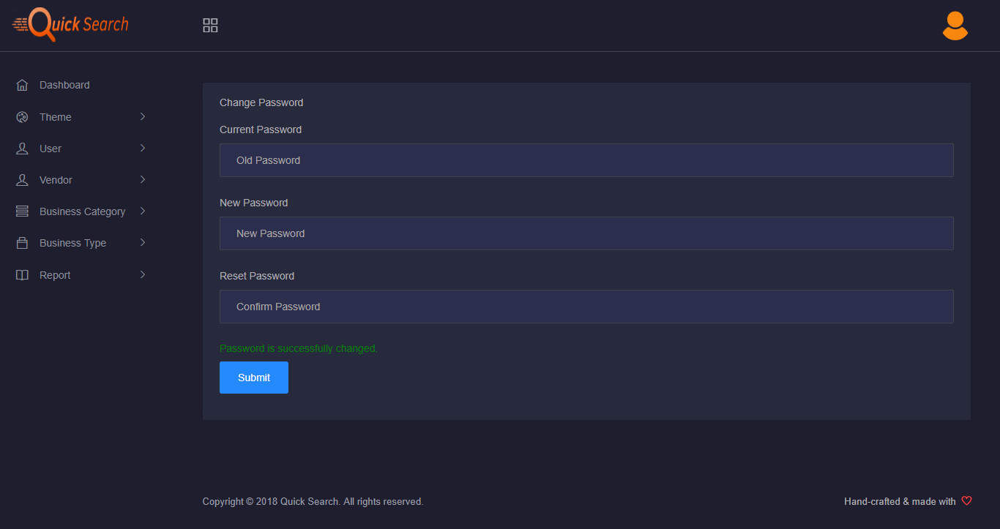 Quick Search
Dashboard
Theme
User
Vendor
Business Category
Business Type
Report
Change Password
Current Password
Old Password
New Password
New Password
Reset Password
Confirm Password
Password is successfully changed.
Submit
Copyright © 2018 Quick Search. All rights reserved.
Hand-crafted & made with